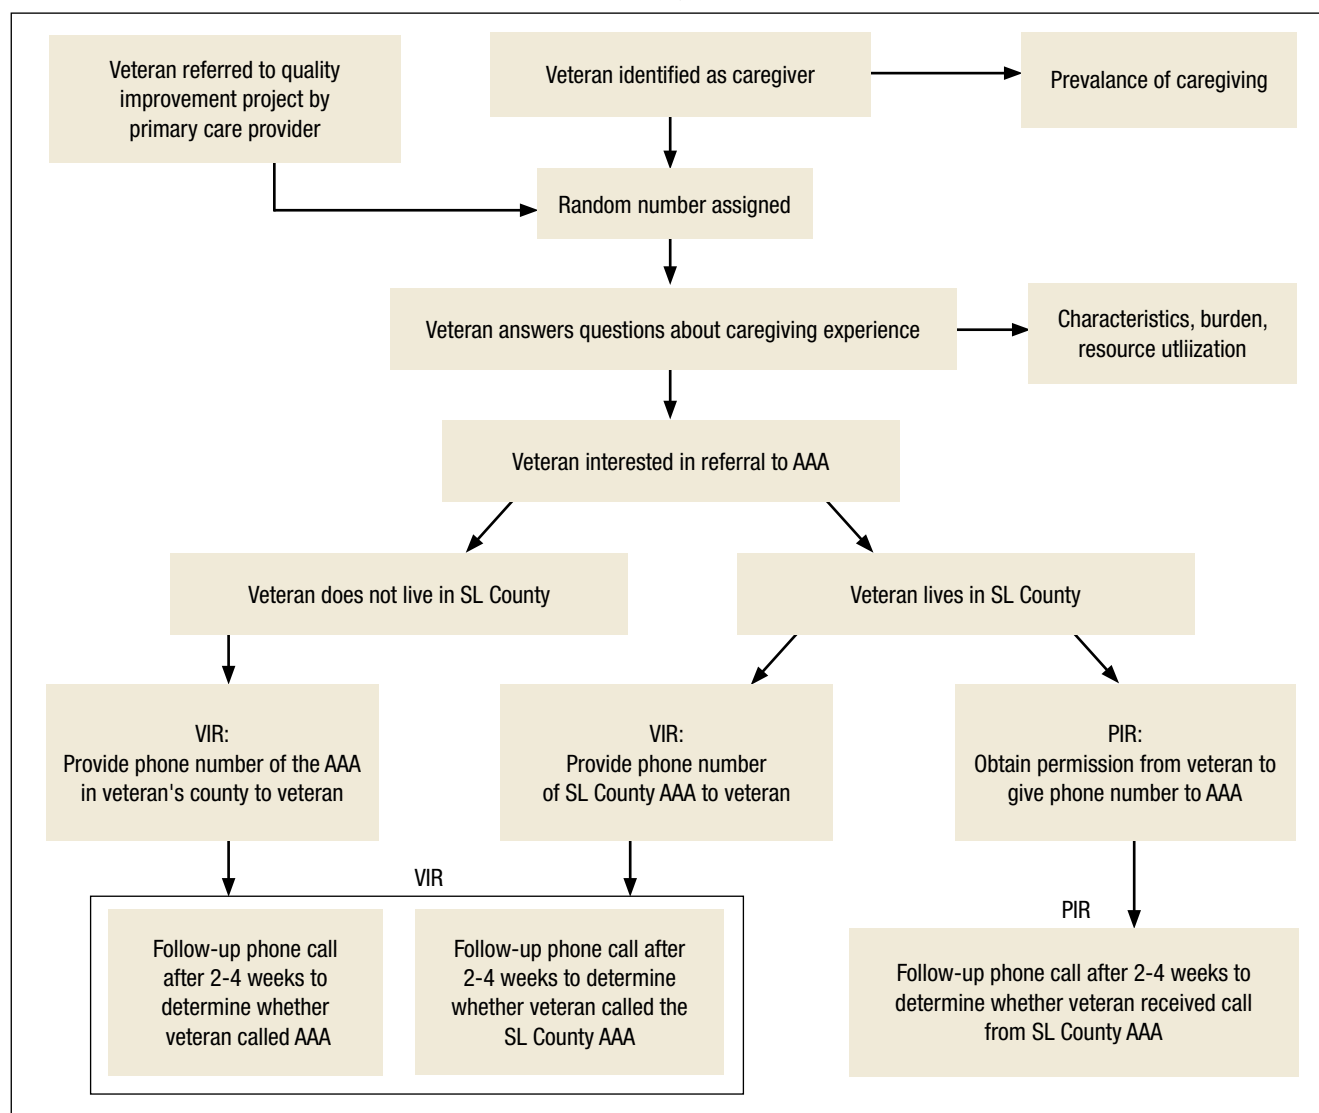 Veteran referred to quality
improvement project by
primary care provider
Veteran identified as caregiver
Prevalance of caregiving
Random number assigned
Veteran answers questions about caregiving experience
Characteristics, burden,
resource utliization
Veteran interested in referral to AAA
Veteran does not live in SL County
Veteran lives in SL County
VIR:
Provide phone number of the AAA
in veteran's county to veteran
VIR:
Provide phone number
of SL County AAA to veteran
PIR:
Obtain permission from veteran to
give phone number to AAA
VIR
Follow-up phone call
after 2-4 weeks to
determine whether
veteran called AAA
Follow-up phone call after
2-4 weeks to determine
whether veteran called the
SL County AAA
PIR
Follow-up phone call after 2-4 weeks to
determine whether veteran received call
from SL County AAA